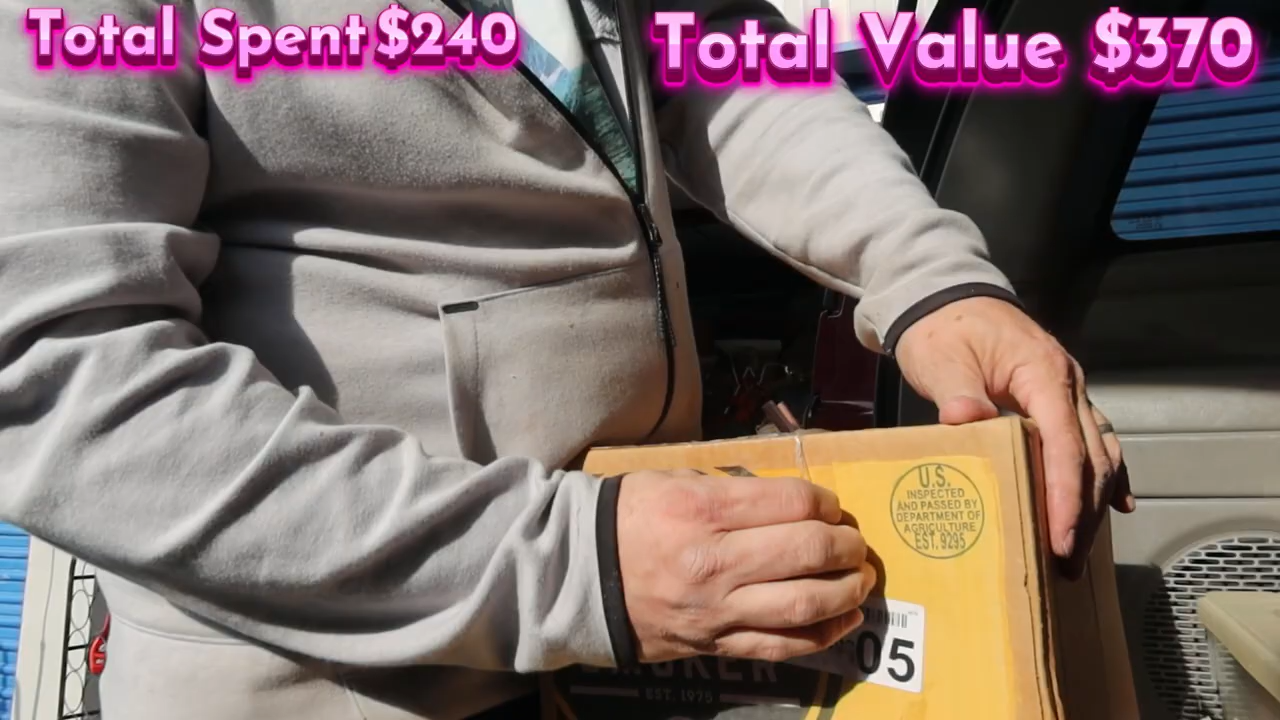 Total Spent $240
Total Value $370
U.S.
INSPECTED
AND PASSED BY
DEPARTMENT OF
AGRICULTURE
EST. 9295
05
EST. 1975